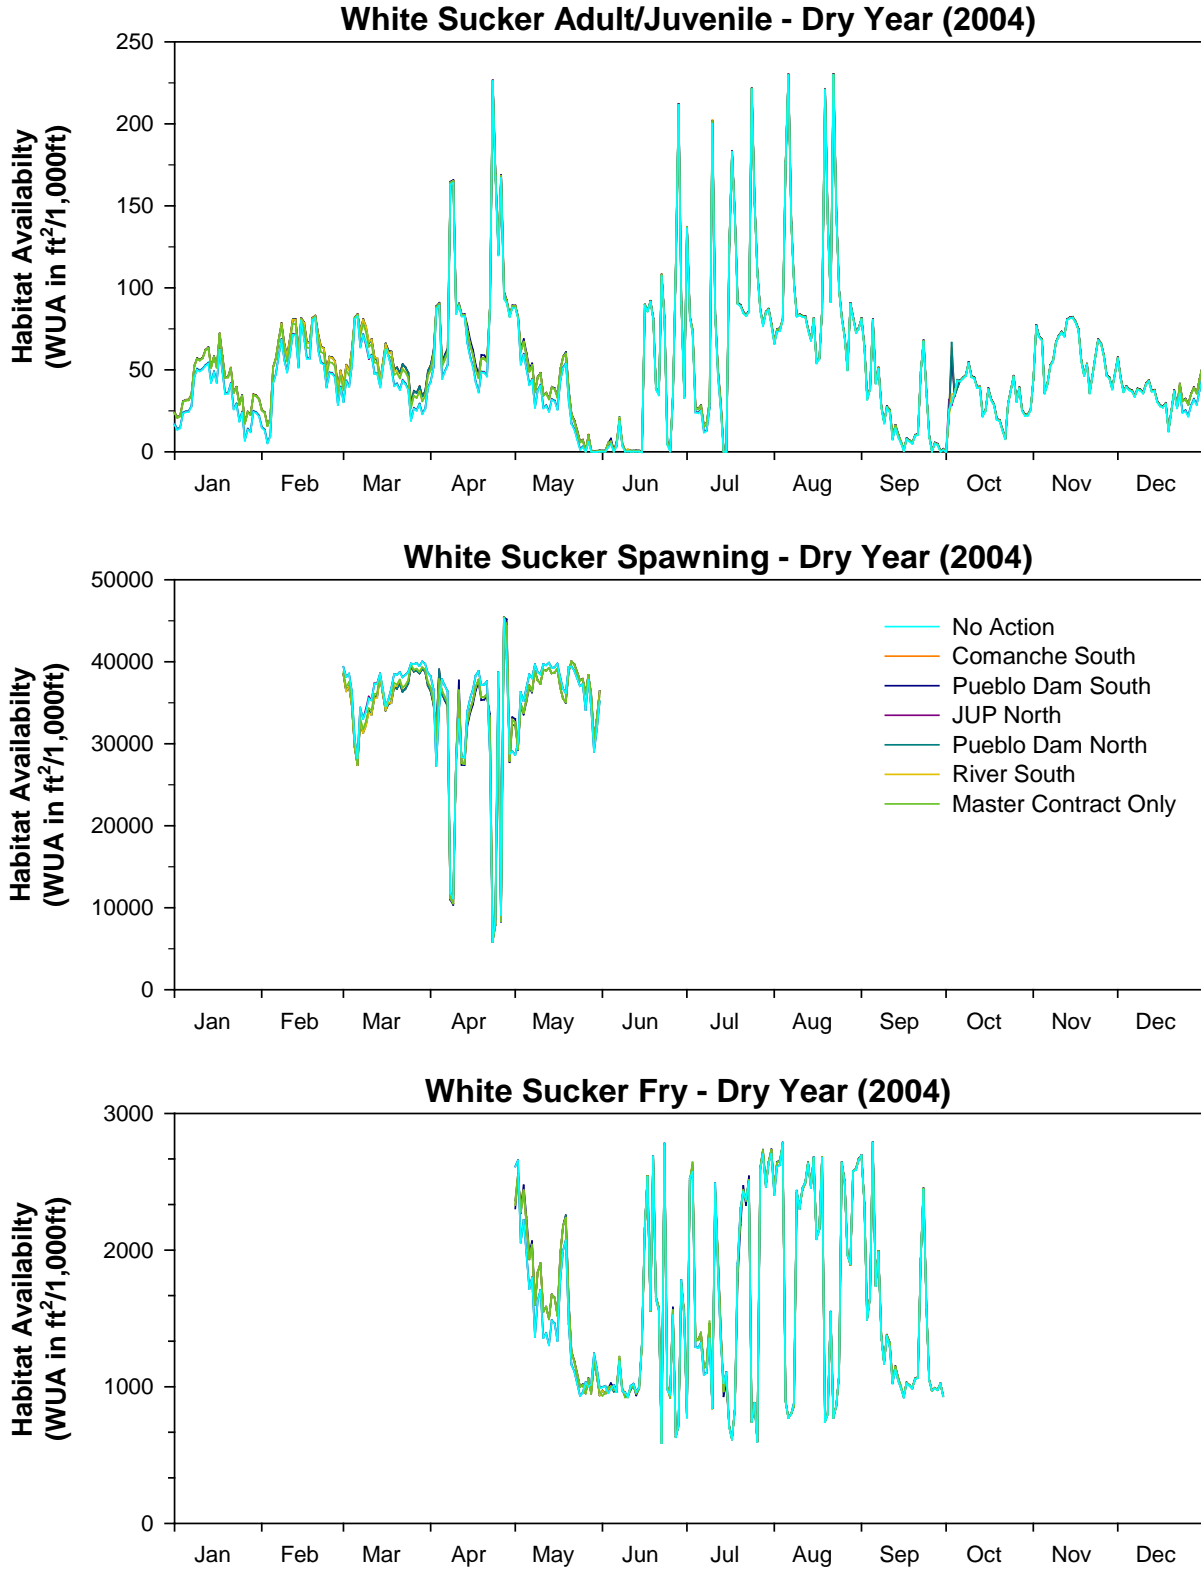 White Sucker Adult/Juvenile - Dry Year (2004)
Habitat Availabilty
(WUA in ft²/1,000ft)
250
200
150
100
50
0
Jan Feb Mar Apr May Jun Jul Aug Sep Oct Nov Dec
White Sucker Spawning - Dry Year (2004)
Habitat Availabilty
(WUA in ft²/1,000ft)
50000
40000
30000
20000
10000
0
No Action
Comanche South
Pueblo Dam South
JUP North
Pueblo Dam North
River South
Master Contract Only
Jan Feb Mar Apr May Jun Jul Aug Sep Oct Nov Dec
White Sucker Fry - Dry Year (2004)
Habitat Availabilty
(WUA in ft²/1,000ft)
3000
2000
1000
0
Jan Feb Mar Apr May Jun Jul Aug Sep Oct Nov Dec